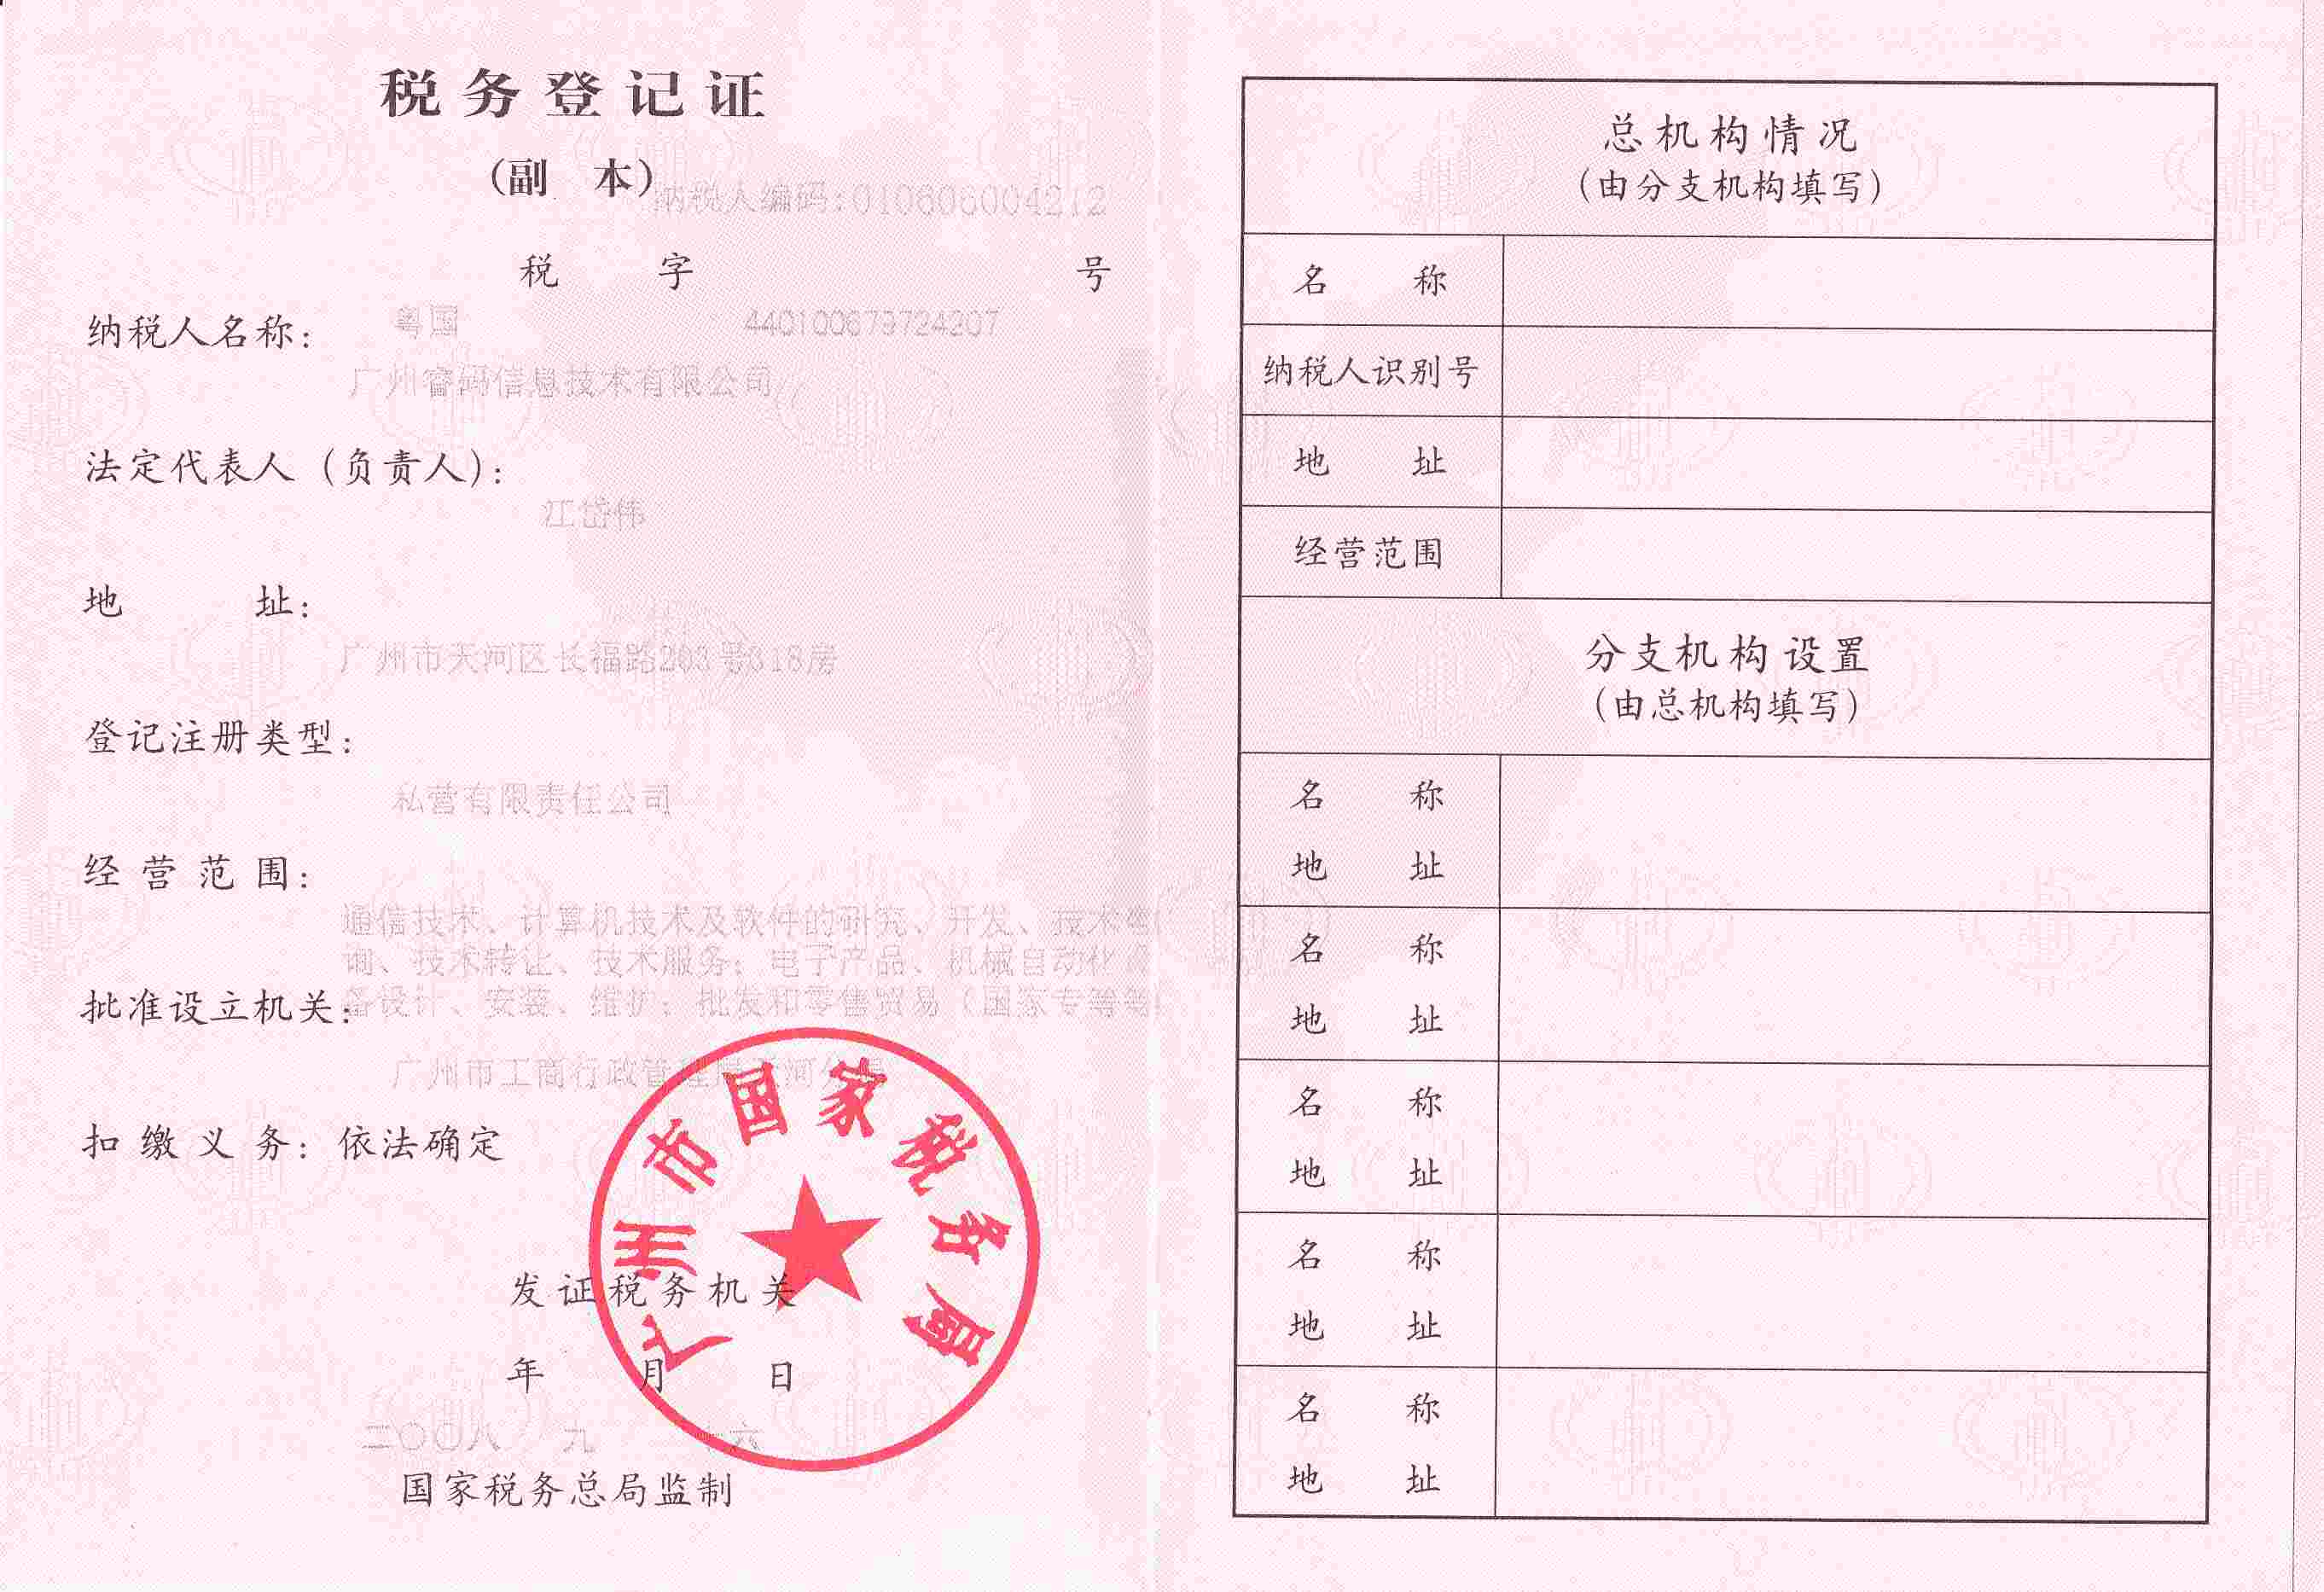 税务登记证
(副 本)
纳税人编码:010606004212
税 字 号
纳税人名称:
粤国 440100679724207
广州睿码信息技术有限公司
法定代表人(负责人):
江岱伟
地 址:
广州市天河区长福路203号318房
登记注册类型:
私营有限责任公司
经营范围:
通信技术、计算机技术及软件的研究、开发、技术
询、技术转让、技术服务;电子产品、机械自动化
备设计、安装、维护;批发和零售贸易(国家专
批准设立机关:
广州市工商行政管理局天河分局
扣缴义务:依法确定
广州市国家税务局
发证税务机关
年 月 日
二〇〇八 九 十六
国家税务总局监制
总机构情况
(由分支机构填写)
名 称
纳税人识别号
地 址
经营范围
分支机构设置
(由总机构填写)
名 称
地 址
名 称
地 址
名 称
地 址
名 称
地 址
名 称
地 址